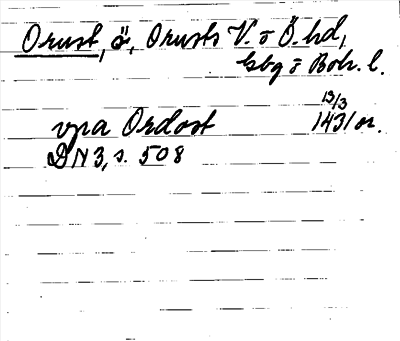 Orust, ö, Orusts V. o Ö. hd,
Gbg o Boh. l.
13/3
vpa Ordost 1431 or.
DN 3, s. 508